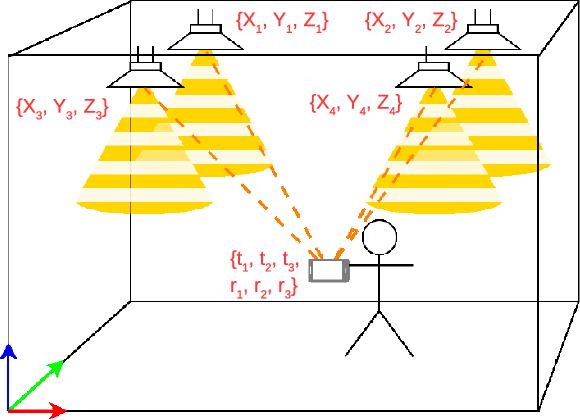 {X₁, Y₁, Z₁}
{X₂, Y₂, Z₂}
{X₃, Y₃, Z₃}
{X₄, Y₄, Z₄}
{t₁, t₂, t₃,
r₁, r₂, r₃}